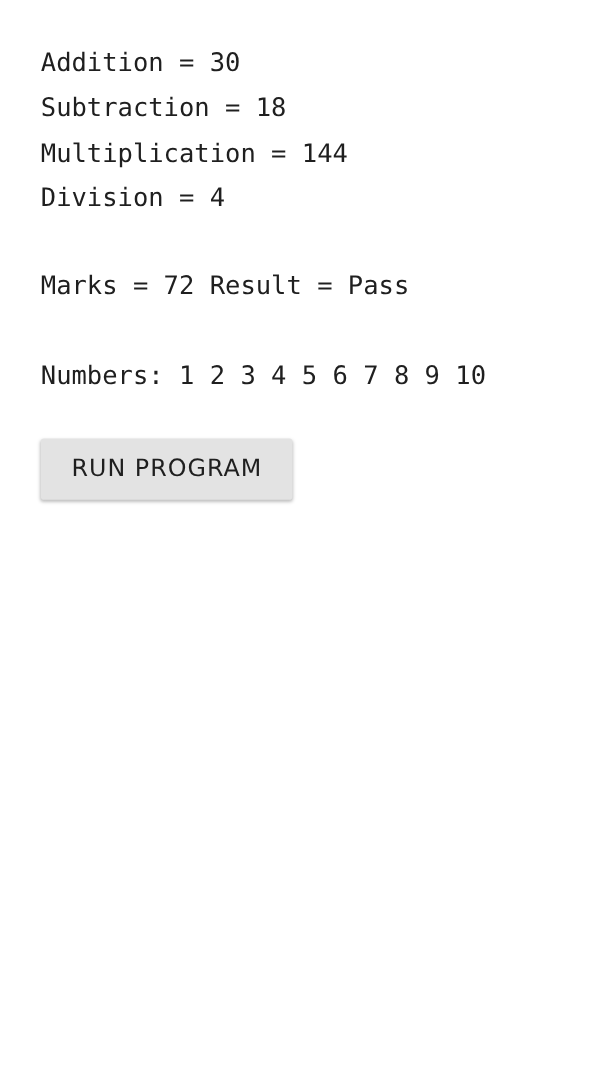 Addition = 30
Subtraction = 18
Multiplication = 144
Division = 4
Marks = 72 Result = Pass
Numbers: 1 2 3 4 5 6 7 8 9 10
RUN PROGRAM